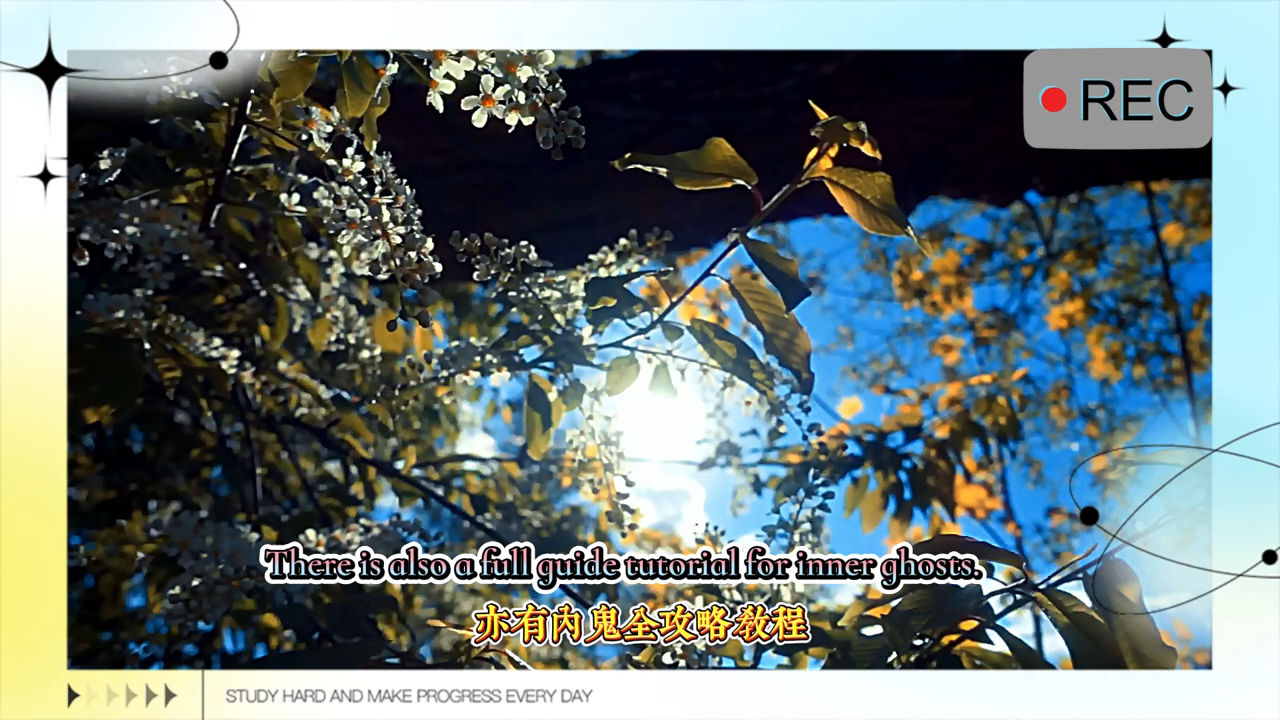 REC
There is also a full guide tutorial for inner ghosts.
亦有內鬼全攻略教程
STUDY HARD AND MAKE PROGRESS EVERY DAY